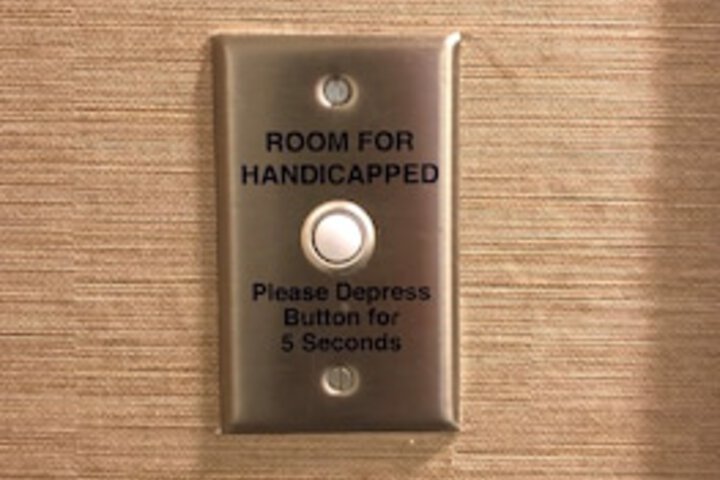 ROOM FOR
HANDICAPPED
Please Depress
Button for
5 Seconds